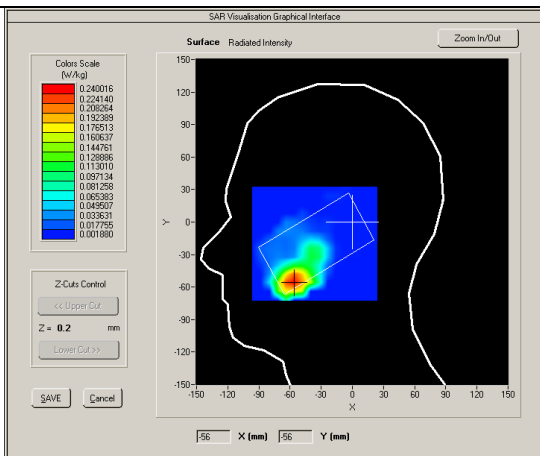 SAR Visualisation Graphical Interface
Surface Radiated Intensity
Zoom In/Out
Colors Scale
(W/kg)
0.240016
0.224140
0.208264
0.192389
0.176513
0.160637
0.144761
0.128886
0.113010
0.097134
0.081258
0.065383
0.049507
0.033631
0.017755
0.001880
Z-Cuts Control
<< Upper Cut
Z = 0.2 mm
Lower Cut >>
SAVE Cancel
150-
120-
90-
60-
30-
0-
-30-
-60-
-90-
-120-
-150-
Y
-150 -120 -90 -60 -30 0 30 60 90 120 150
X
-56 X (mm) -56 Y (mm)